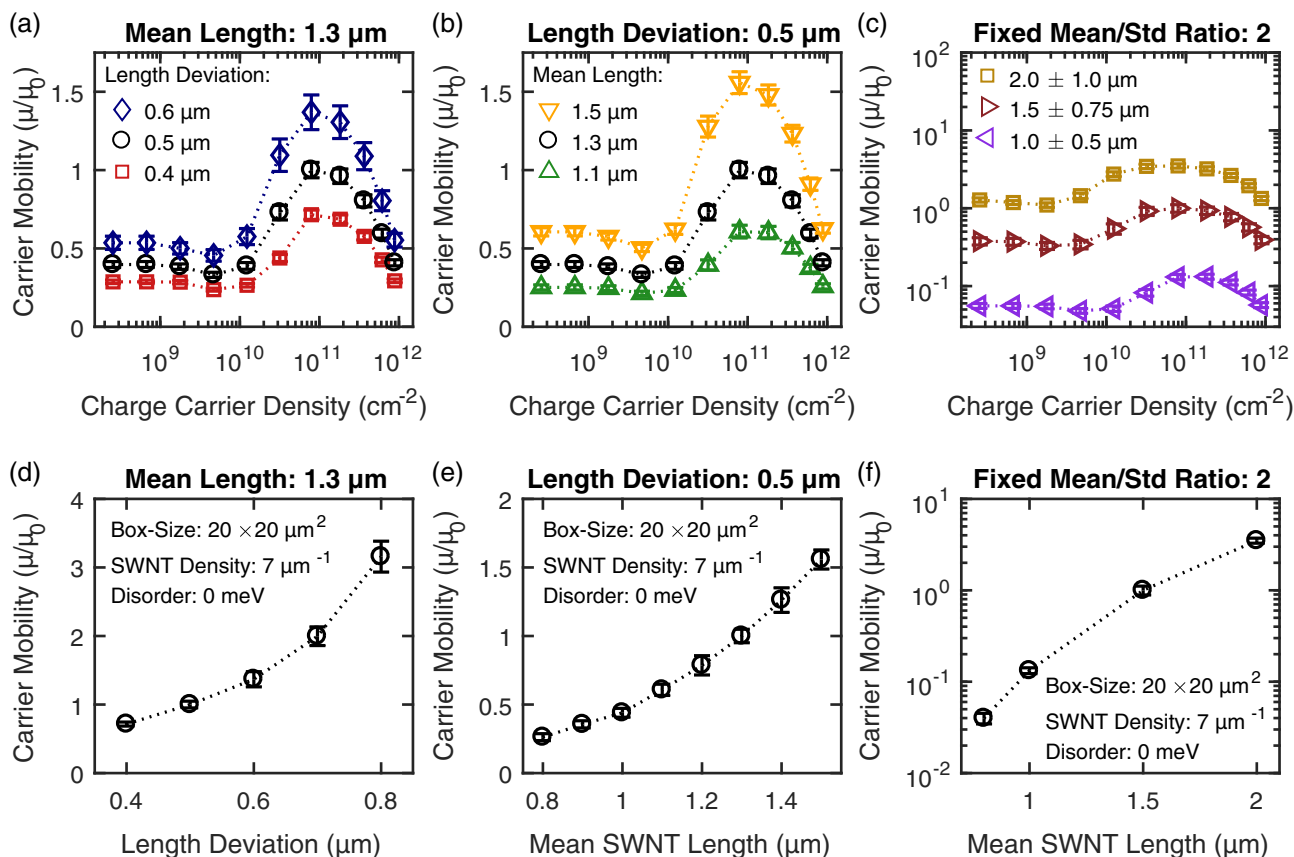 (a)
Mean Length: 1.3 µm
Carrier Mobility (µ/µ0)
Length Deviation:
0.6 µm
0.5 µm
0.4 µm
0
0.5
1
1.5
10^9
10^10
10^11
10^12
Charge Carrier Density (cm^-2)
(b)
Length Deviation: 0.5 µm
Carrier Mobility (µ/µ0)
Mean Length:
1.5 µm
1.3 µm
1.1 µm
0
0.5
1
1.5
10^9
10^10
10^11
10^12
Charge Carrier Density (cm^-2)
(c)
Fixed Mean/Std Ratio: 2
Carrier Mobility (µ/µ0)
2.0 ± 1.0 µm
1.5 ± 0.75 µm
1.0 ± 0.5 µm
10^2
10^1
10^0
10^-1
10^9
10^10
10^11
10^12
Charge Carrier Density (cm^-2)
(d)
Mean Length: 1.3 µm
Carrier Mobility (µ/µ0)
Box-Size: 20 ×20 µm^2
SWNT Density: 7 µm^-1
Disorder: 0 meV
4
3
2
1
0
0.4
0.6
0.8
Length Deviation (µm)
(e)
Length Deviation: 0.5 µm
Carrier Mobility (µ/µ0)
Box-Size: 20 ×20 µm^2
SWNT Density: 7 µm^-1
Disorder: 0 meV
2
1.5
1
0.5
0
0.8
1
1.2
1.4
Mean SWNT Length (µm)
(f)
Fixed Mean/Std Ratio: 2
Carrier Mobility (µ/µ0)
Box-Size: 20 ×20 µm^2
SWNT Density: 7 µm^-1
Disorder: 0 meV
10^1
10^0
10^-1
10^-2
1
1.5
2
Mean SWNT Length (µm)